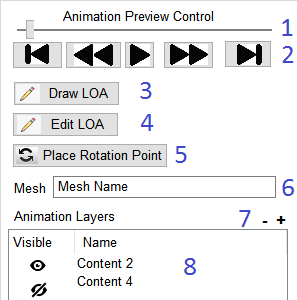 Animation Preview Control
1
2
Draw LOA 3
Edit LOA 4
Place Rotation Point 5
Mesh Mesh Name 6
Animation Layers 7 - +
Visible Name
Content 2
Content 4
8